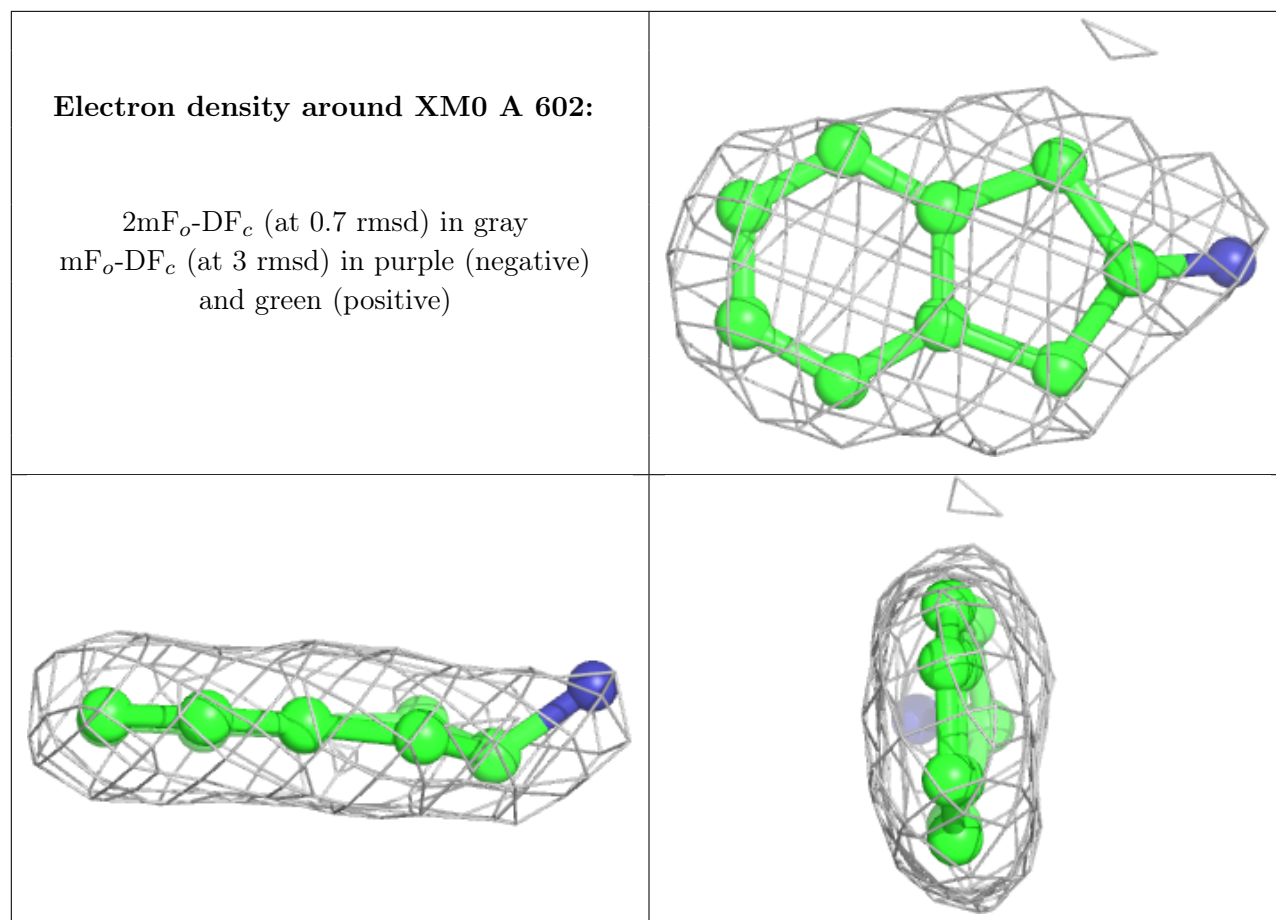 Electron density around XM0 A 602:
2mFₒ-DF𝒸 (at 0.7 rmsd) in gray
mFₒ-DF𝒸 (at 3 rmsd) in purple (negative)
and green (positive)